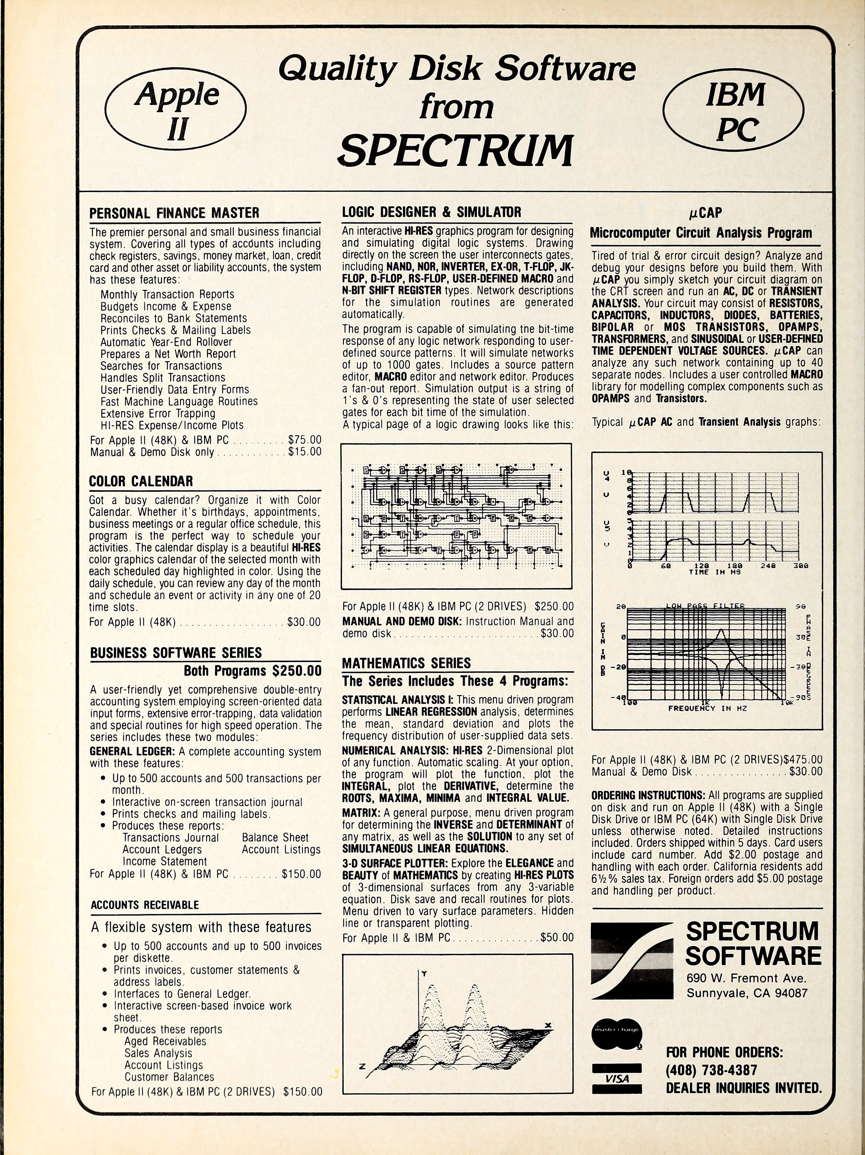 Apple
II
Quality Disk Software
from
SPECTRUM
IBM
PC
PERSONAL FINANCE MASTER
The premier personal and small business financial
system. Covering all types of accounts including
check registers, savings, money market, loan, credit
card and other asset or liability accounts, the system
has these features:
Monthly Transaction Reports
Budgets Income & Expense
Reconciles to Bank Statements
Prints Checks & Mailing Labels
Automatic Year-End Rollover
Prepares a Net Worth Report
Searches for Transactions
Handles Split Transactions
User-Friendly Data Entry Forms
Fast Machine Language Routines
Extensive Error Trapping
HI-RES Expense/Income Plots
For Apple II (48K) & IBM PC ......... $75.00
Manual & Demo Disk only ............ $15.00
COLOR CALENDAR
Got a busy calendar? Organize it with Color
Calendar. Whether it's birthdays, appointments,
business meetings or a regular office schedule, this
program is the perfect way to schedule your
activities. The calendar display is a beautiful HI-RES
color graphics calendar of the selected month with
each scheduled day highlighted in color. Using the
daily schedule, you can review any day of the month
and schedule an event or activity in any one of 20
time slots.
For Apple II (48K) ................ $30.00
BUSINESS SOFTWARE SERIES
Both Programs $250.00
A user-friendly yet comprehensive double-entry
accounting system employing screen-oriented data
input forms, extensive error-trapping, data validation
and special routines for high speed operation. The
series includes these two modules:
GENERAL LEDGER: A complete accounting system
with these features:
• Up to 500 accounts and 500 transactions per
month.
• Interactive on-screen transaction journal
• Prints checks and mailing labels.
• Produces these reports:
Transactions Journal Balance Sheet
Account Ledgers Account Listings
Income Statement
For Apple II (48K) & IBM PC ........ $150.00
ACCOUNTS RECEIVABLE
A flexible system with these features
• Up to 500 accounts and up to 500 invoices
per diskette.
• Prints invoices, customer statements &
address labels.
• Interfaces to General Ledger.
• Interactive screen-based invoice work
sheet.
• Produces these reports
Aged Receivables
Sales Analysis
Account Listings
Customer Balances
For Apple II (48K) & IBM PC (2 DRIVES) $150.00
LOGIC DESIGNER & SIMULATOR
An interactive HI-RES graphics program for designing
and simulating digital logic systems. Drawing
directly on the screen the user interconnects gates,
including NAND, NOR, INVERTER, EX-OR, T-FLOP, JK-
FLOP, D-FLOP, RS-FLOP, USER-DEFINED MACRO and
N-BIT SHIFT REGISTER types. Network descriptions
for the simulation routines are generated
automatically.
The program is capable of simulating the bit-time
response of any logic network responding to user-
defined source patterns. It will simulate networks
of up to 1000 gates. Includes a source pattern
editor, MACRO editor and network editor. Produces
a fan-out report. Simulation output is a string of
1's & 0's representing the state of user selected
gates for each bit time of the simulation.
A typical page of a logic drawing looks like this:
For Apple II (48K) & IBM PC (2 DRIVES) $250.00
MANUAL AND DEMO DISK: Instruction Manual and
demo disk ......................... $30.00
MATHEMATICS SERIES
The Series Includes These 4 Programs:
STATISTICAL ANALYSIS I: This menu driven program
performs LINEAR REGRESSION analysis, determines
the mean, standard deviation and plots the
frequency distribution of user-supplied data sets.
NUMERICAL ANALYSIS: HI-RES 2-Dimensional plot
of any function. Automatic scaling. At your option,
the program will plot the function, plot the
INTEGRAL, plot the DERIVATIVE, determine the
ROOTS, MAXIMA, MINIMA and INTEGRAL VALUE.
MATRIX: A general purpose, menu driven program
for determining the INVERSE and DETERMINANT of
any matrix, as well as the SOLUTION to any set of
SIMULTANEOUS LINEAR EQUATIONS.
3-D SURFACE PLOTTER: Explore the ELEGANCE and
BEAUTY of MATHEMATICS by creating HI-RES PLOTS
of 3-dimensional surfaces from any 3-variable
equation. Disk save and recall routines for plots.
Menu driven to vary surface parameters. Hidden
line or transparent plotting.
For Apple II & IBM PC .............. $50.00
Y
X
Z
µCAP
Microcomputer Circuit Analysis Program
Tired of trial & error circuit design? Analyze and
debug your designs before you build them. With
µCAP you simply sketch your circuit diagram on
the CRT screen and run an AC, DC or TRANSIENT
ANALYSIS. Your circuit may consist of RESISTORS,
CAPACITORS, INDUCTORS, DIODES, BATTERIES,
BIPOLAR or MOS TRANSISTORS, OPAMPS,
TRANSFORMERS, and SINUSOIDAL or USER-DEFINED
TIME DEPENDENT VOLTAGE SOURCES. µCAP can
analyze any such network containing up to 40
separate nodes. Includes a user controlled MACRO
library for modelling complex components such as
OPAMPS and Transistors.
Typical µCAP AC and Transient Analysis graphs:
0 60 120 180 240 300
TIME IN NS
LOW PASS FILTER
20 90
0 30
-20 -30
-40 -90
GAIN IN DB
100 1K 10K
FREQUENCY IN HZ
For Apple II (48K) & IBM PC (2 DRIVES)$475.00
Manual & Demo Disk ............... $30.00
ORDERING INSTRUCTIONS: All programs are supplied
on disk and run on Apple II (48K) with a Single
Disk Drive or IBM PC (64K) with Single Disk Drive
unless otherwise noted. Detailed instructions
included. Orders shipped within 5 days. Card users
include card number. Add $2.00 postage and
handling with each order. California residents add
6½% sales tax. Foreign orders add $5.00 postage
and handling per product.
SPECTRUM
SOFTWARE
690 W. Fremont Ave.
Sunnyvale, CA 94087
master charge
VISA
FOR PHONE ORDERS:
(408) 738-4387
DEALER INQUIRIES INVITED.